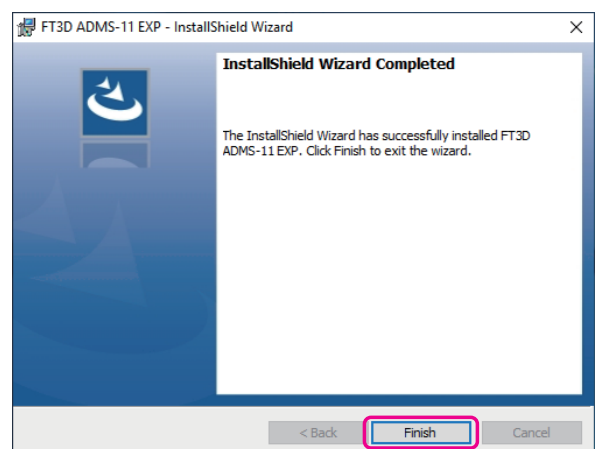 FT3D ADMS-11 EXP - InstallShield Wizard
InstallShield Wizard Completed
The InstallShield Wizard has successfully installed FT3D
ADMS-11 EXP. Click Finish to exit the wizard.
< Back Finish Cancel